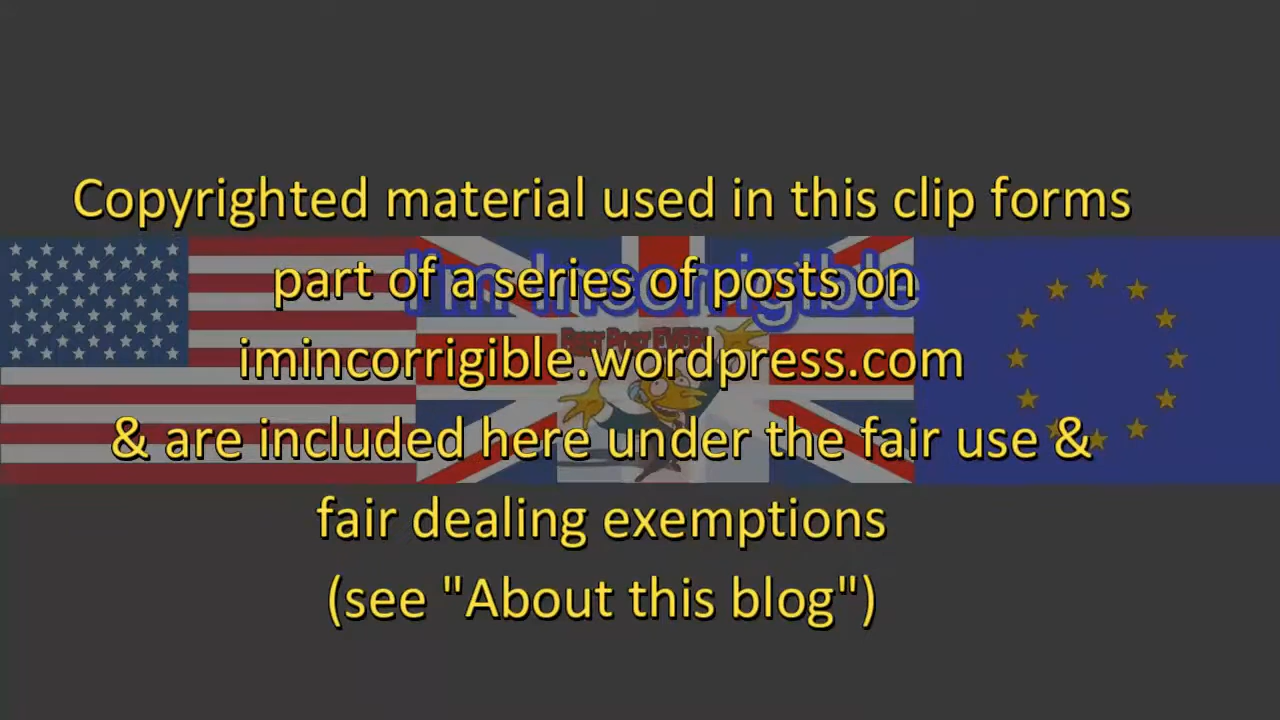 Copyrighted material used in this clip forms
part of a series of posts on
I'm Incorrigible
imincorrigible.wordpress.com
& are included here under the fair use &
fair dealing exemptions
(see "About this blog")